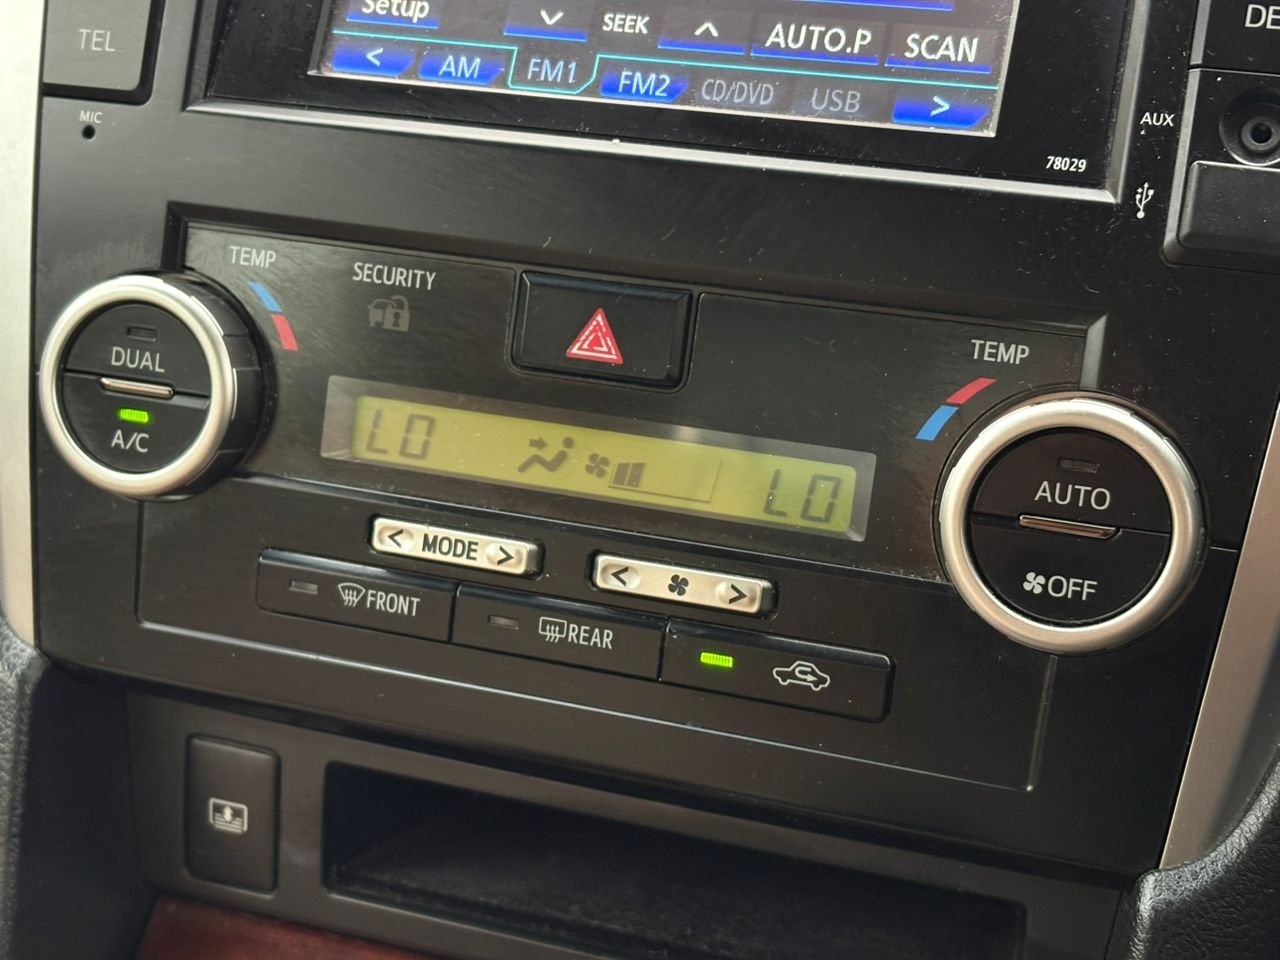 TEL
MIC
Setup
SEEK
AUTO.P
SCAN
< AM FM1 FM2 CD/DVD USB >
78029
DE
AUX
TEMP
SECURITY
TEMP
DUAL
A/C
LO
LO
AUTO
OFF
< MODE >
< >
FRONT
REAR